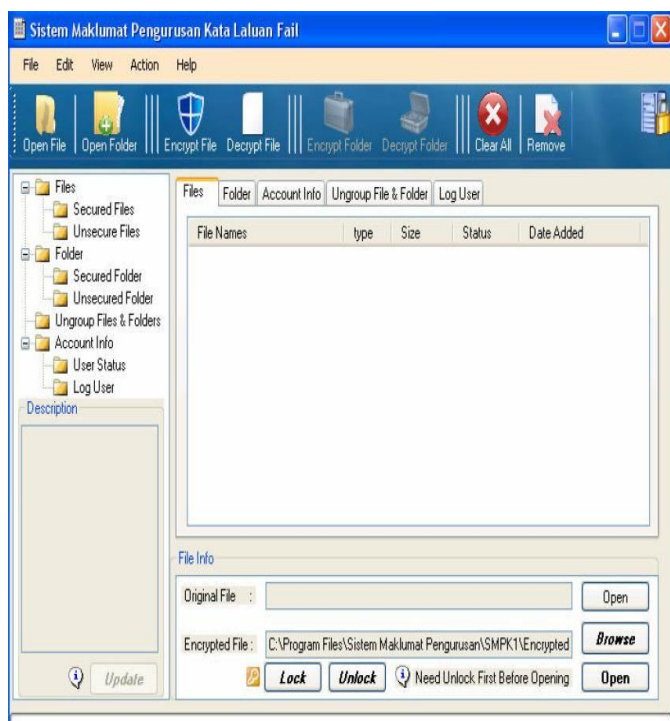 Sistem Maklumat Pengurusan Kata Laluan Fail
File Edit View Action Help
Open File Open Folder Encrypt File Decrypt File Encrypt Folder Decrypt Folder Clear All Remove
Files
Secured Files
Unsecure Files
Folder
Secured Folder
Unsecured Folder
Ungroup Files & Folders
Account Info
User Status
Log User
Description
Update
Files Folder Account Info Ungroup File & Folder Log User
File Names type Size Status Date Added
File Info
Original File : Open
Encrypted File : C:\Program Files\Sistem Maklumat Pengurusan\SMPK1\Encrypted Browse
Lock Unlock Need Unlock First Before Opening Open